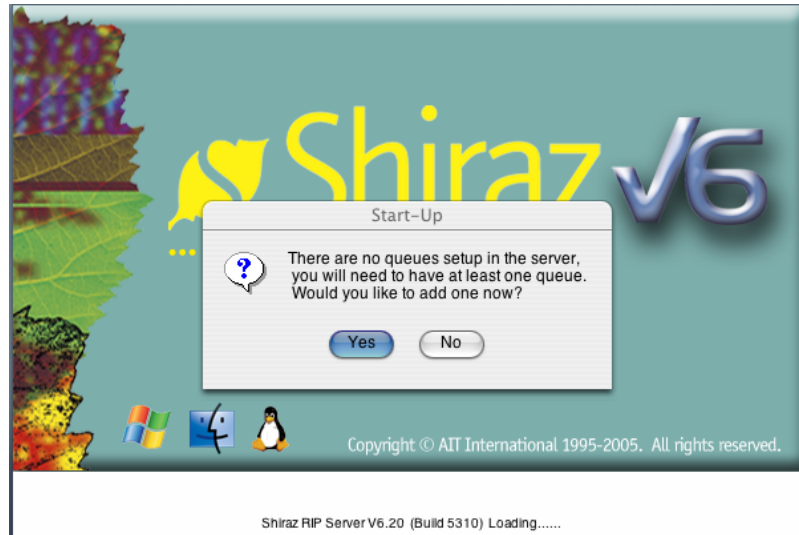 Shiraz V6
Start-Up
There are no queues setup in the server,
you will need to have at least one queue.
Would you like to add one now?
Yes No
Copyright © AIT International 1995-2005. All rights reserved.
Shiraz RIP Server V6.20 (Build 5310) Loading......